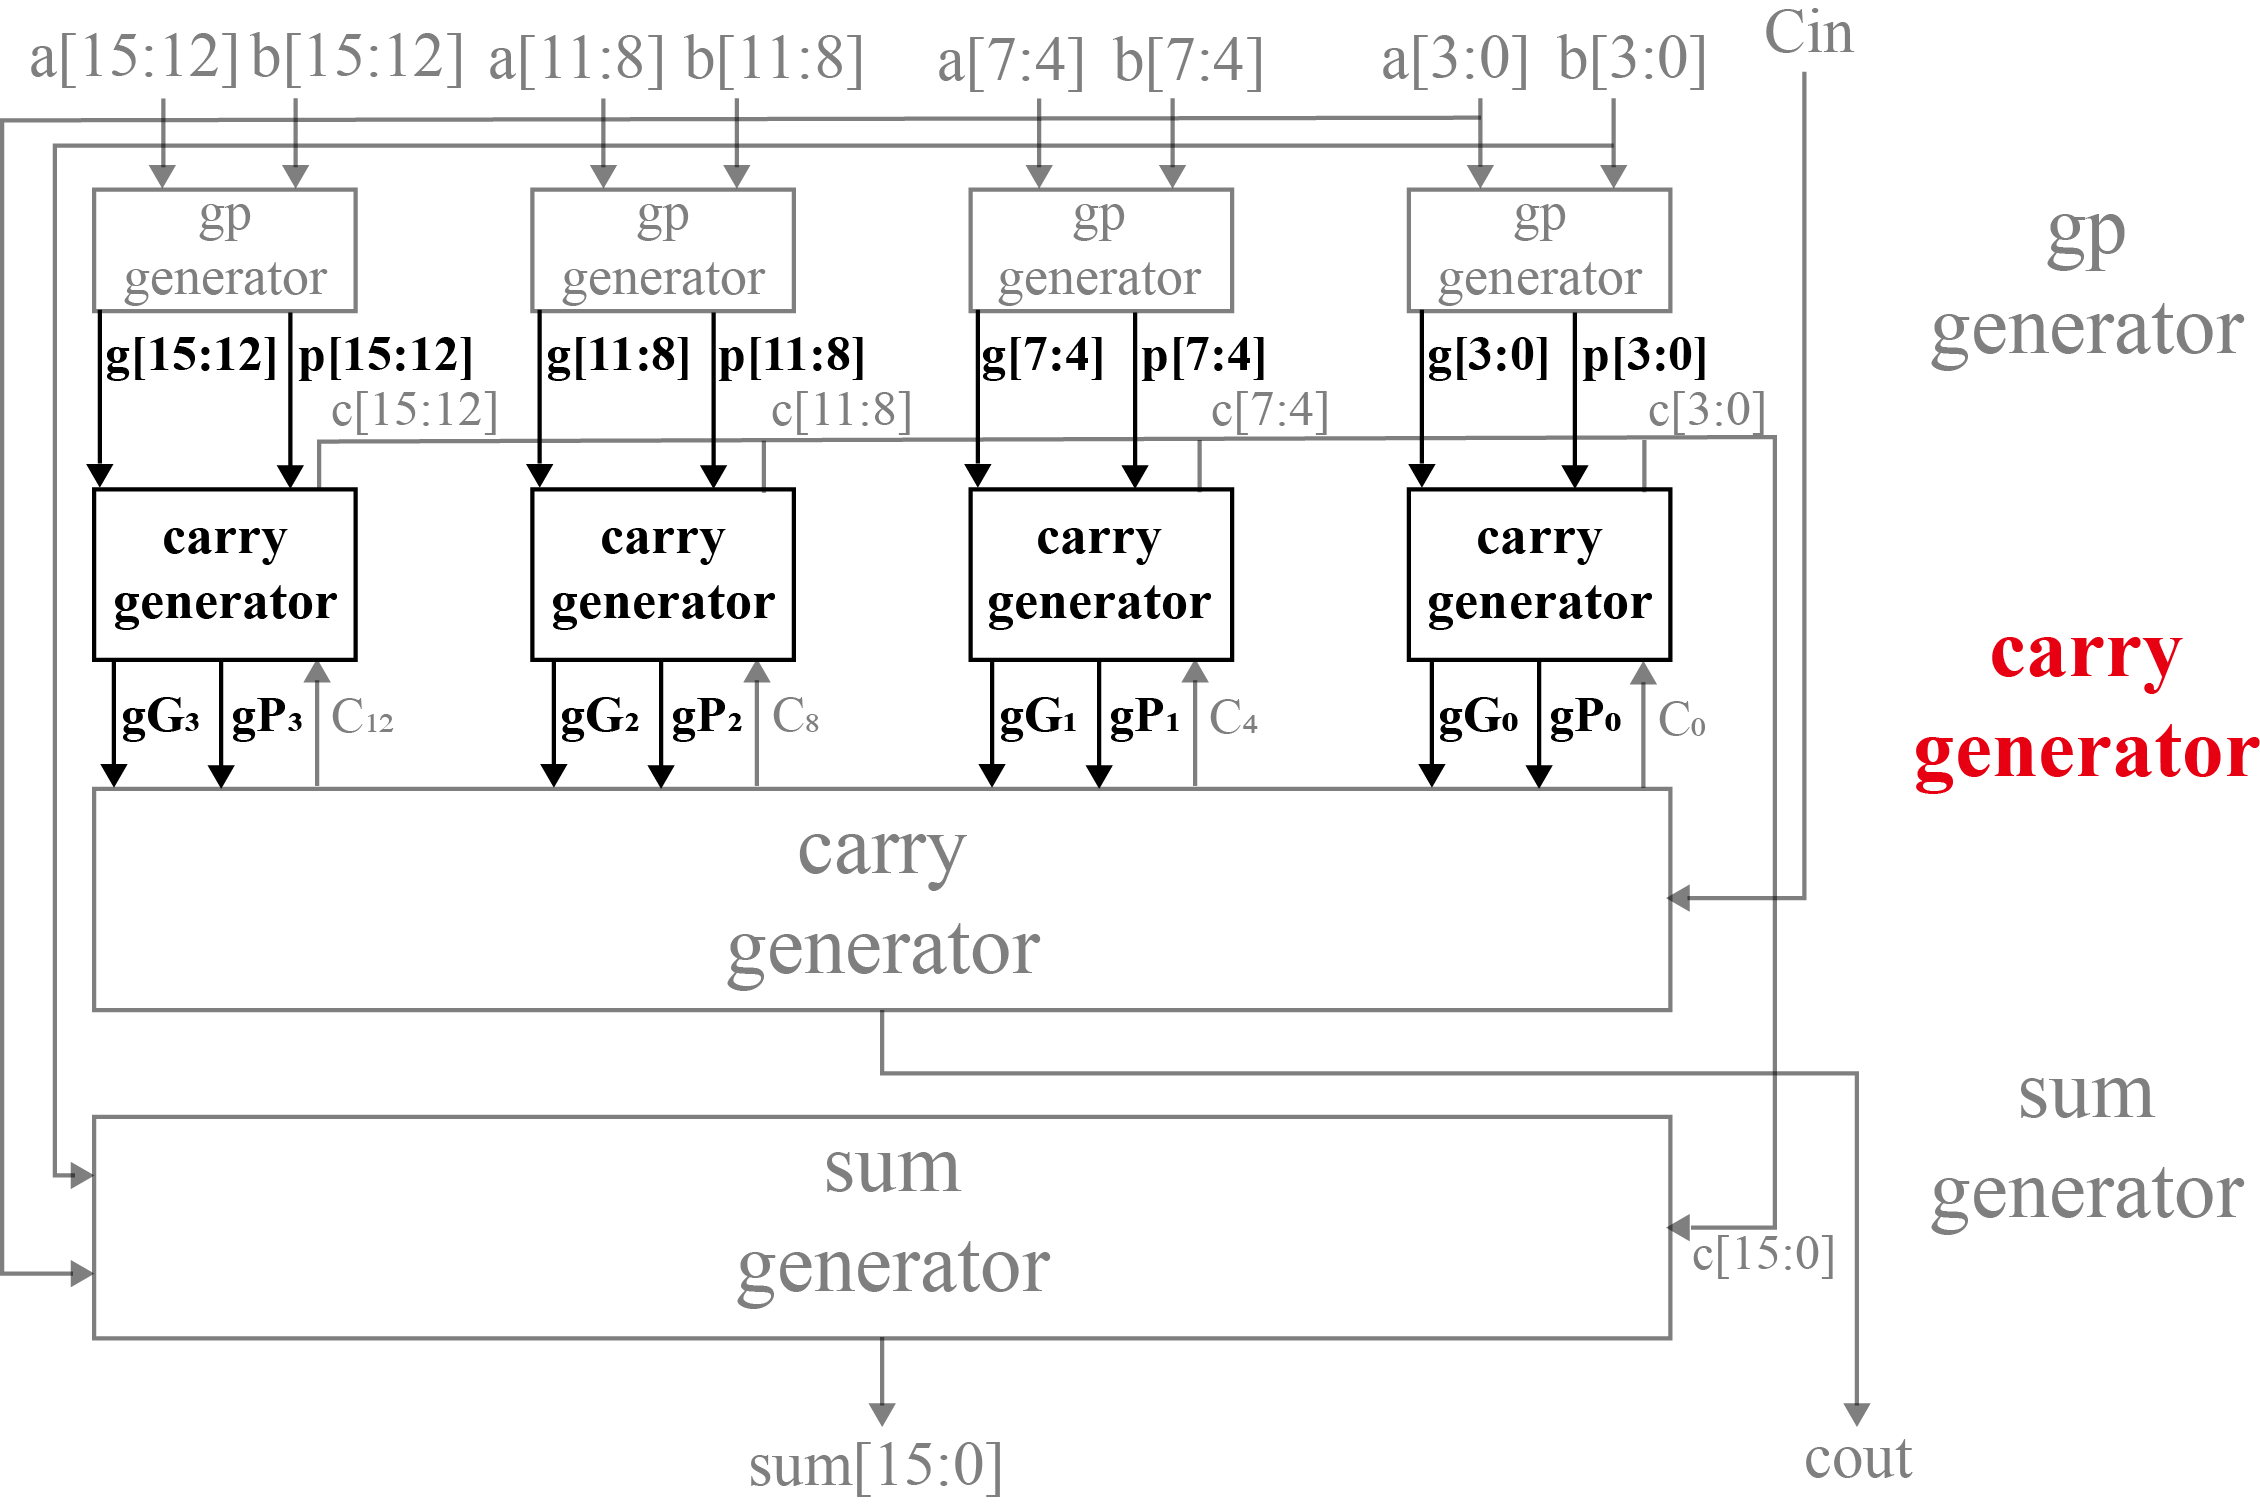 a[15:12] b[15:12] a[11:8] b[11:8] a[7:4] b[7:4] a[3:0] b[3:0] Cin
gp
generator
gp
generator
gp
generator
gp
generator
gp
generator
g[15:12] p[15:12] g[11:8] p[11:8] g[7:4] p[7:4] g[3:0] p[3:0]
c[15:12] c[11:8] c[7:4] c[3:0]
carry
generator
carry
generator
carry
generator
carry
generator
carry
generator
gG₃ gP₃ C₁₂ gG₂ gP₂ C₈ gG₁ gP₁ C₄ gG₀ gP₀ C₀
carry
generator
sum
generator
sum
generator
c[15:0]
sum[15:0] cout